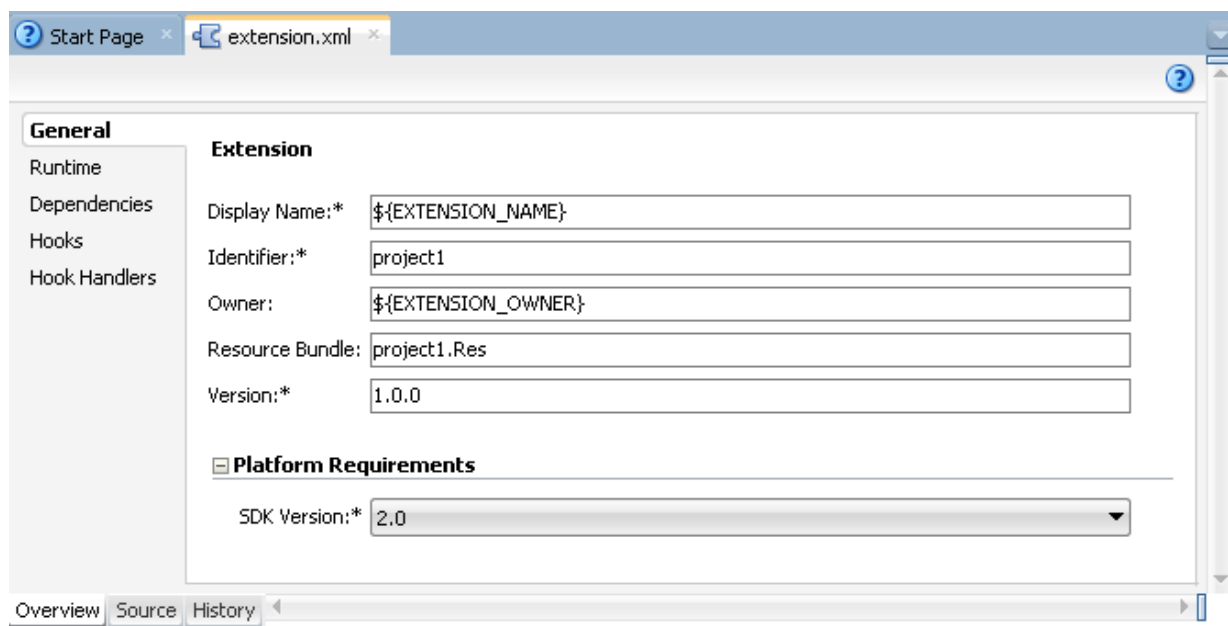 Start Page extension.xml
General
Runtime
Dependencies
Hooks
Hook Handlers
Extension
Display Name:* ${EXTENSION_NAME}
Identifier:* project1
Owner: ${EXTENSION_OWNER}
Resource Bundle: project1.Res
Version:* 1.0.0
Platform Requirements
SDK Version:* 2.0
Overview Source History